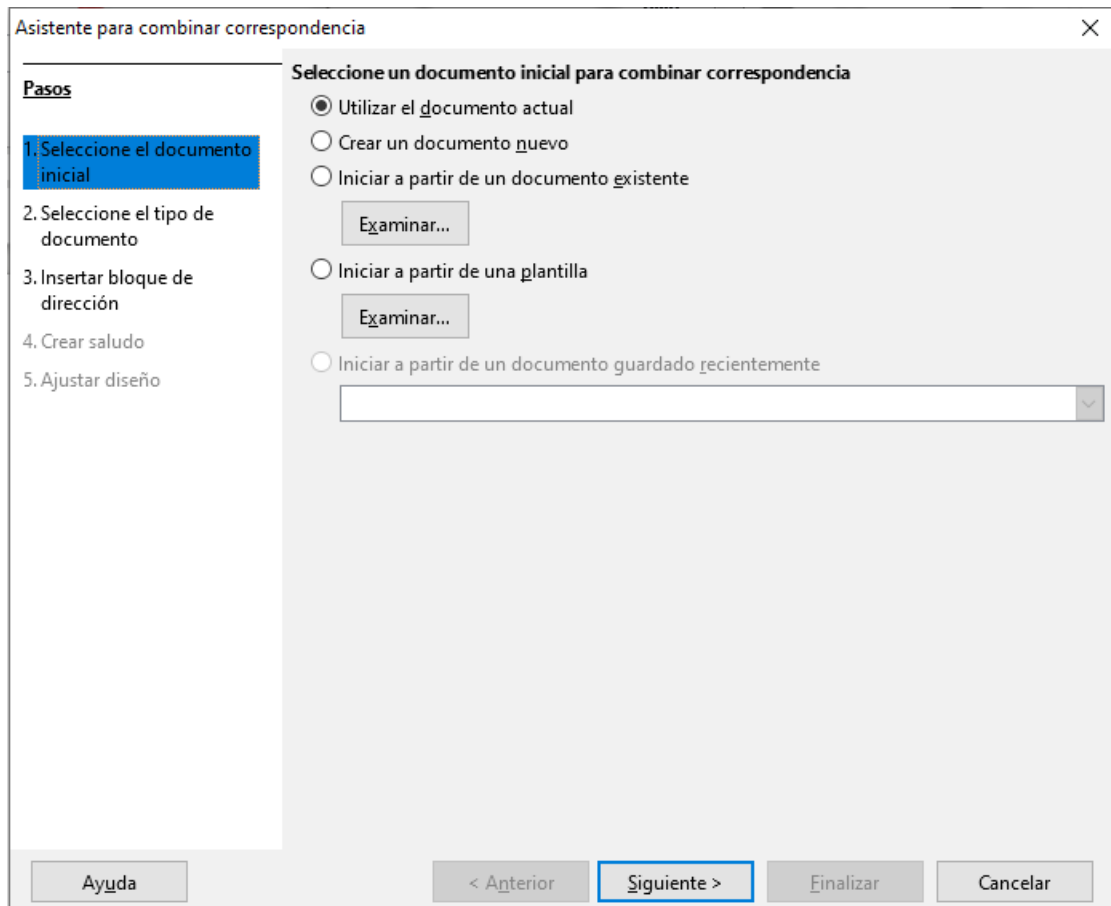 Asistente para combinar correspondencia
Pasos
1. Seleccione el documento
inicial
2. Seleccione el tipo de
documento
3. Insertar bloque de
dirección
4. Crear saludo
5. Ajustar diseño
Seleccione un documento inicial para combinar correspondencia
Utilizar el documento actual
Crear un documento nuevo
Iniciar a partir de un documento existente
Examinar...
Iniciar a partir de una plantilla
Examinar...
Iniciar a partir de un documento guardado recientemente
Ayuda
< Anterior
Siguiente >
Finalizar
Cancelar